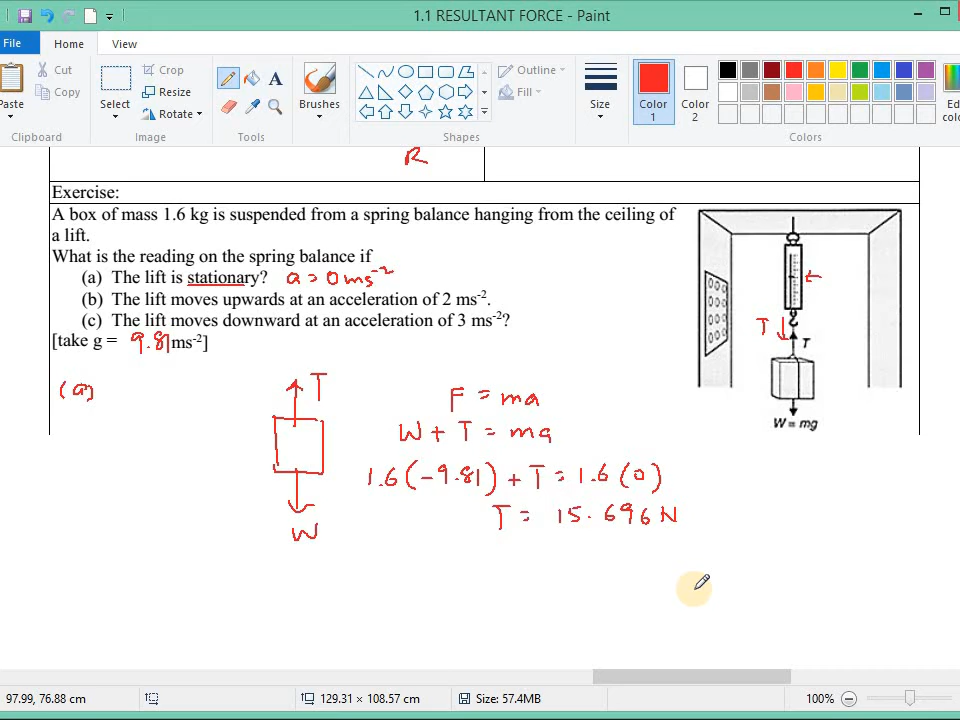 1.1 RESULTANT FORCE - Paint
File Home View
Paste
Cut
Copy
Clipboard
Select
Crop
Resize
Rotate
Image
A
Tools
Brushes
Shapes
Outline
Fill
Size
Color 1
Color 2
Colors
R
Exercise:
A box of mass 1.6 kg is suspended from a spring balance hanging from the ceiling of
a lift.
What is the reading on the spring balance if
(a) The lift is stationary? a = 0 ms⁻²
(b) The lift moves upwards at an acceleration of 2 ms⁻².
(c) The lift moves downward at an acceleration of 3 ms⁻²?
[take g = 9.81 ms⁻²]
T
T
W = mg
(a)
T
W
F = ma
W + T = ma
1.6(-9.81) + T = 1.6(0)
T = 15.696 N
97.99, 76.88 cm
129.31 × 108.57 cm
Size: 57.4MB
100%